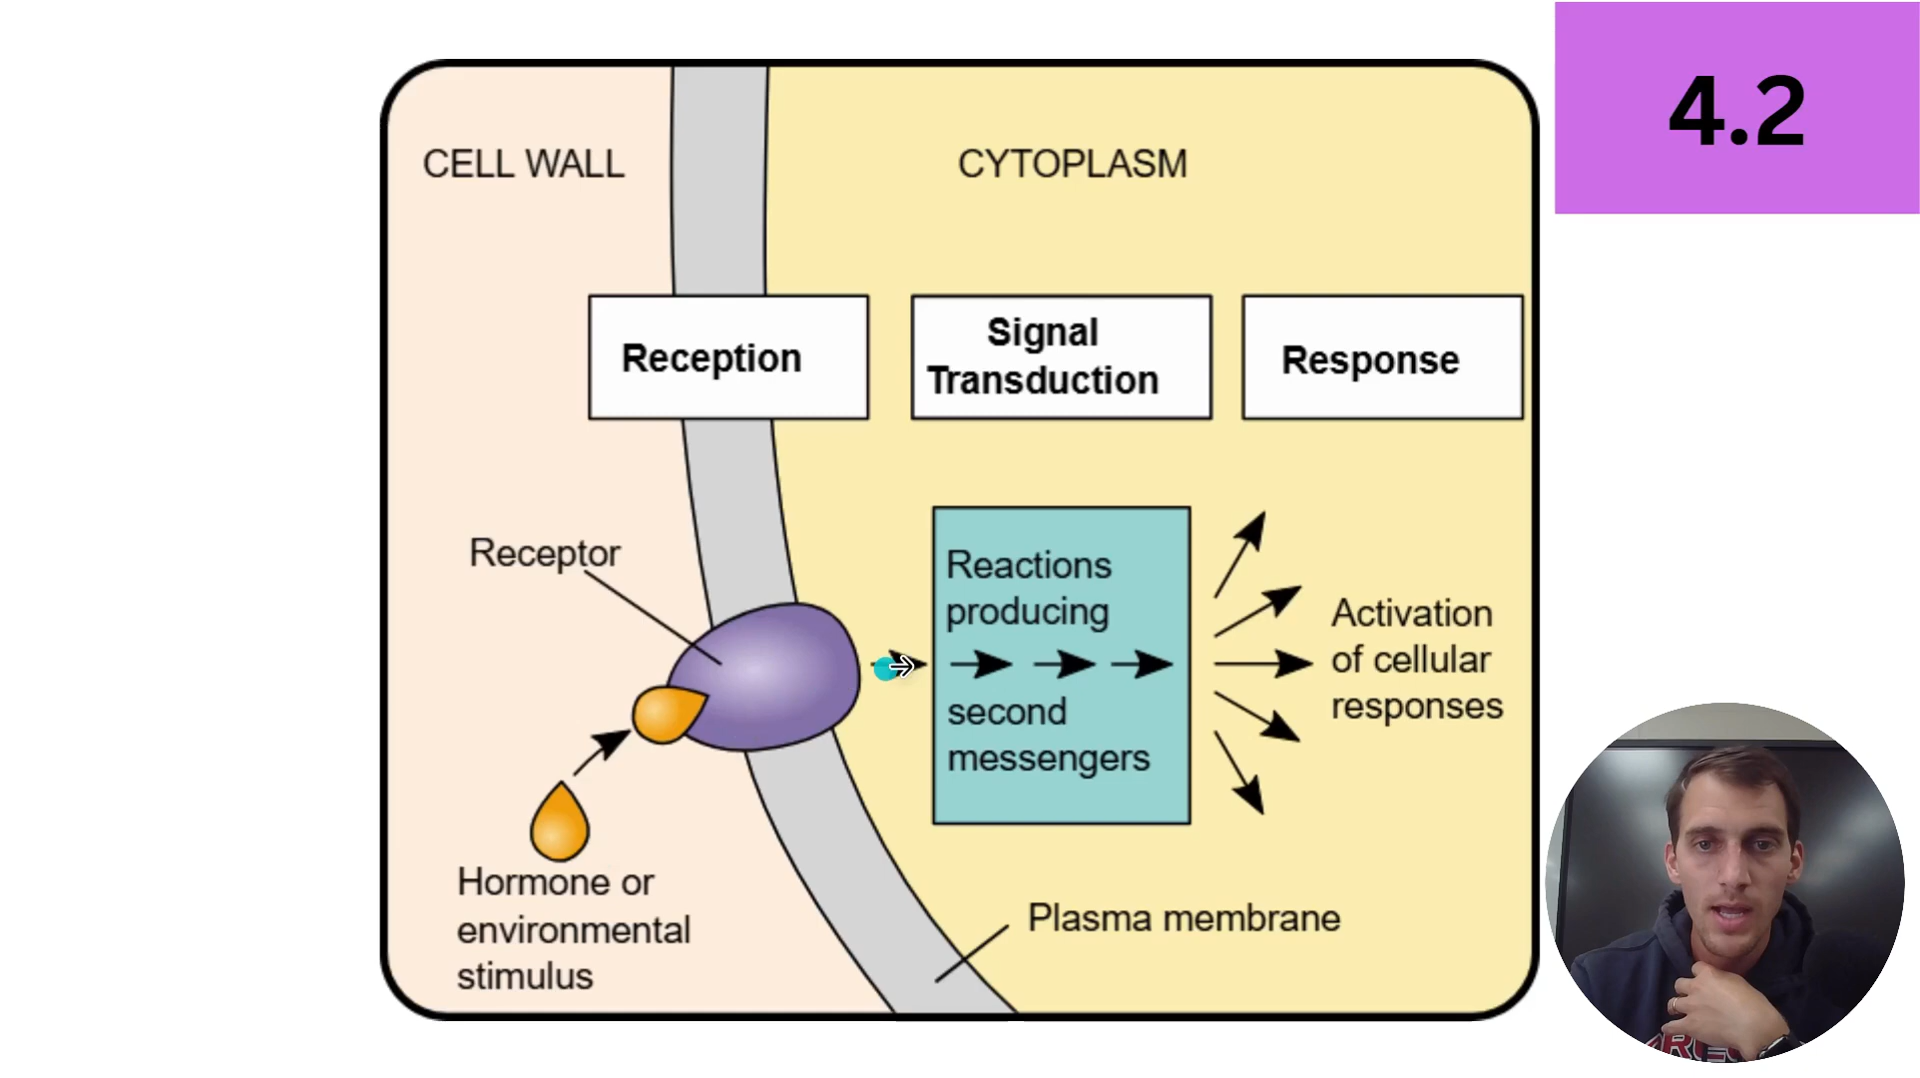 4.2
CELL WALL
CYTOPLASM
Reception
Signal
Transduction
Response
Receptor
Reactions
producing
second
messengers
Activation
of cellular
responses
Hormone or
environmental
stimulus
Plasma membrane